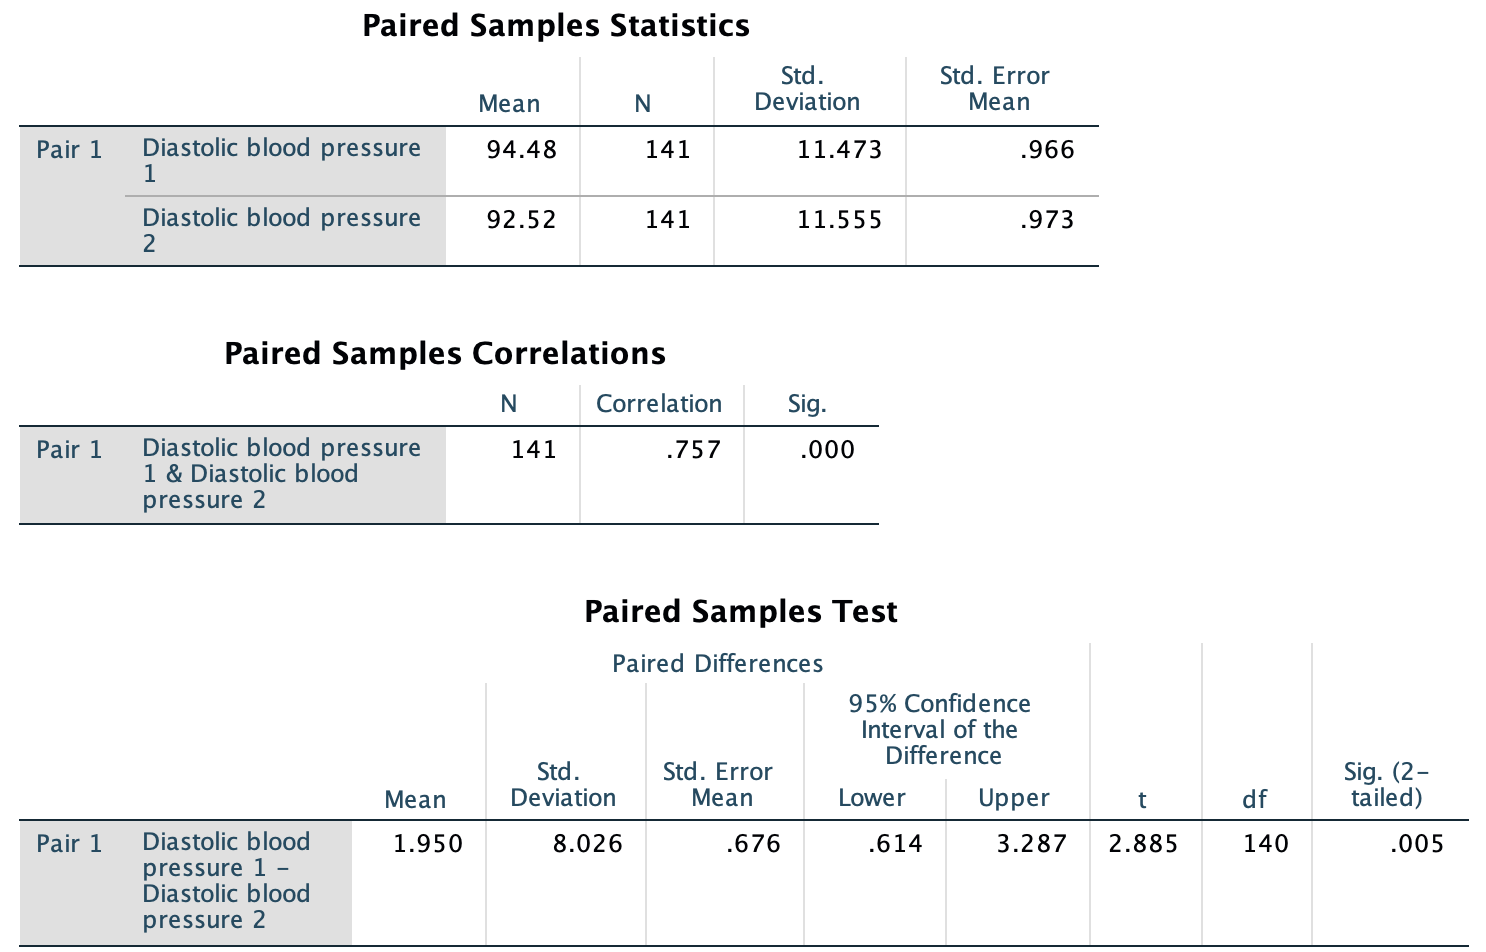 Paired Samples Statistics
Mean N Std. Deviation Std. Error Mean
Pair 1 Diastolic blood pressure 1 94.48 141 11.473 .966
Diastolic blood pressure 2 92.52 141 11.555 .973
Paired Samples Correlations
N Correlation Sig.
Pair 1 Diastolic blood pressure 1 & Diastolic blood pressure 2 141 .757 .000
Paired Samples Test
Paired Differences
95% Confidence Interval of the Difference
Mean Std. Deviation Std. Error Mean Lower Upper t df Sig. (2-tailed)
Pair 1 Diastolic blood pressure 1 – Diastolic blood pressure 2 1.950 8.026 .676 .614 3.287 2.885 140 .005